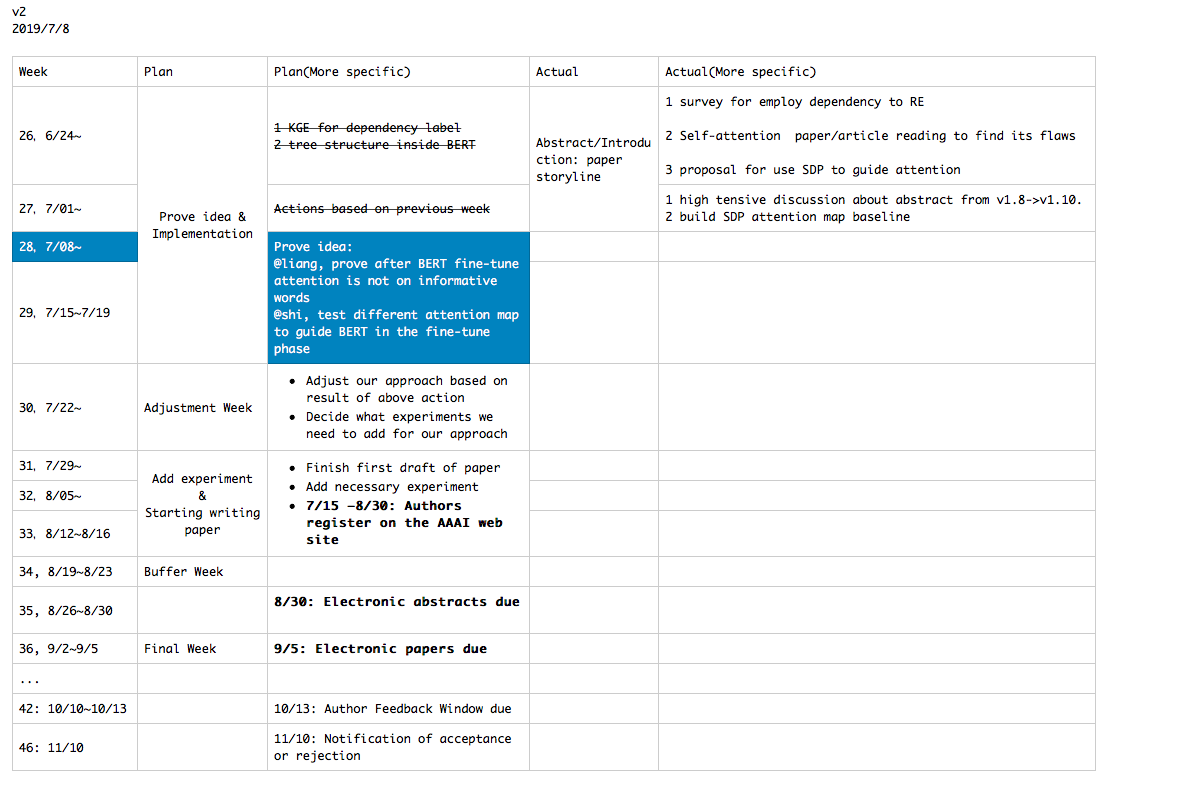 v2
2019/7/8
Week
Plan
Plan(More specific)
Actual
Actual(More specific)
26, 6/24~
Prove idea &
Implementation
1 KGE for dependency label
2 tree structure inside BERT
Abstract/Introdu
ction: paper
storyline
1 survey for employ dependency to RE
2 Self-attention  paper/article reading to find its flaws
3 proposal for use SDP to guide attention
27, 7/01~
Actions based on previous week
1 high tensive discussion about abstract from v1.8->v1.10.
2 build SDP attention map baseline
28, 7/08~
Prove idea:
@liang, prove after BERT fine-tune
attention is not on informative
words
@shi, test different attention map
to guide BERT in the fine-tune
phase
29, 7/15~7/19
30, 7/22~
Adjustment Week
• Adjust our approach based on
result of above action
• Decide what experiments we
need to add for our approach
31, 7/29~
Add experiment
&
Starting writing
paper
• Finish first draft of paper
• Add necessary experiment
• 7/15 –8/30: Authors
register on the AAAI web
site
32, 8/05~
33, 8/12~8/16
34, 8/19~8/23
Buffer Week
35, 8/26~8/30
8/30: Electronic abstracts due
36, 9/2~9/5
Final Week
9/5: Electronic papers due
...
42: 10/10~10/13
10/13: Author Feedback Window due
46: 11/10
11/10: Notification of acceptance
or rejection